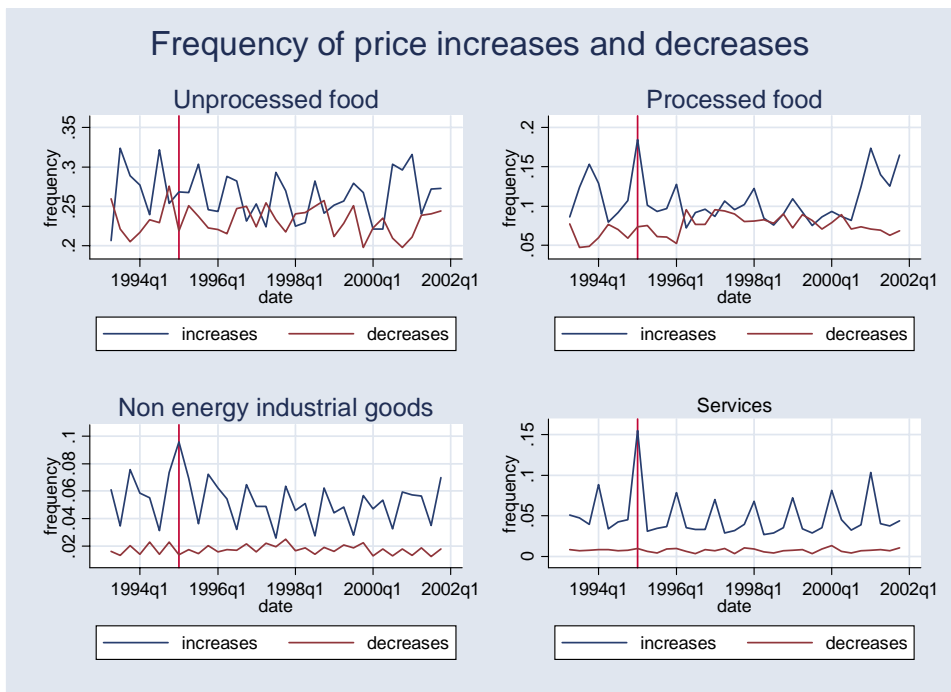 Frequency of price increases and decreases
Unprocessed food
frequency
.2 .25 .3 .35
1994q1 1996q1 1998q1 2000q1 2002q1
date
increases decreases
Processed food
frequency
.05 .1 .15 .2
1994q1 1996q1 1998q1 2000q1 2002q1
date
increases decreases
Non energy industrial goods
frequency
.02 .04 .06 .08 .1
1994q1 1996q1 1998q1 2000q1 2002q1
date
increases decreases
Services
frequency
0 .05 .1 .15
1994q1 1996q1 1998q1 2000q1 2002q1
date
increases decreases